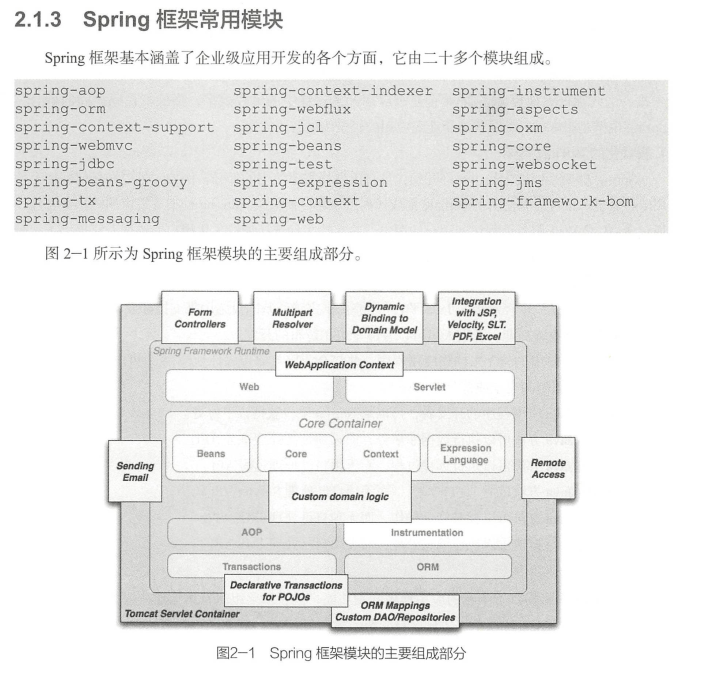 2.1.3 Spring 框架常用模块
Spring 框架基本涵盖了企业级应用开发的各个方面，它由二十多个模块组成。
spring-aop spring-context-indexer spring-instrument
spring-orm spring-webflux spring-aspects
spring-context-support spring-jcl spring-oxm
spring-webmvc spring-beans spring-core
spring-jdbc spring-test spring-websocket
spring-beans-groovy spring-expression spring-jms
spring-tx spring-context spring-framework-bom
spring-messaging spring-web
图 2-1 所示为 Spring 框架模块的主要组成部分。
Form
Controllers
Multipart
Resolver
Dynamic
Binding to
Domain Model
Integration
with JSP,
Velocity, SLT.
PDF, Excel
Spring Framework Runtime
WebApplication Context
Web
Servlet
Core Container
Beans
Core
Context
Expression
Language
Sending
Email
Remote
Access
Custom domain logic
AOP
Instrumentation
Transactions
ORM
Declarative Transactions
for POJOs
ORM Mappings
Custom DAO/Repositories
Tomcat Servlet Container
图2-1 Spring 框架模块的主要组成部分